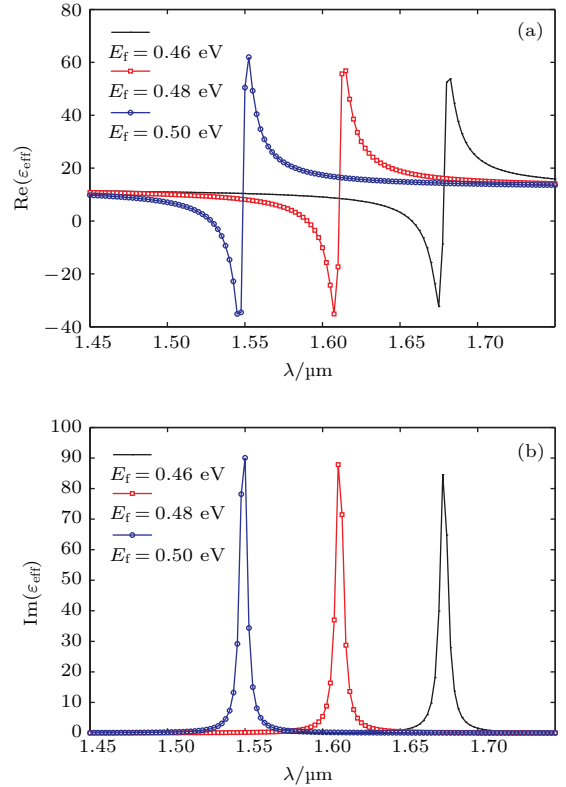 80
(a)
E_f = 0.46 eV
60
E_f = 0.48 eV
40
E_f = 0.50 eV
Re(ε_eff)
20
0
−20
−40
1.45 1.50 1.55 1.60 1.65 1.70
λ/µm
100
(b)
90
E_f = 0.46 eV
80
E_f = 0.48 eV
70
E_f = 0.50 eV
60
50
Im(ε_eff)
40
30
20
10
0
1.45 1.50 1.55 1.60 1.65 1.70
λ/µm